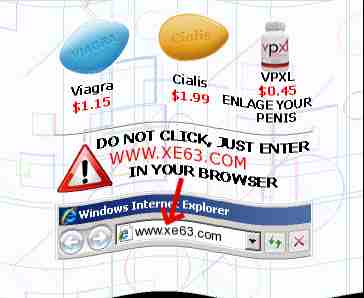 VIAGRA
Cialis
vpxl
Viagra
$1.15
Cialis
$1.99
VPXL
$0.45
ENLAGE YOUR
PENIS
DO NOT CLICK, JUST ENTER
WWW.XE63.COM
IN YOUR BROWSER
Windows Internet Explorer
www.xe63.com